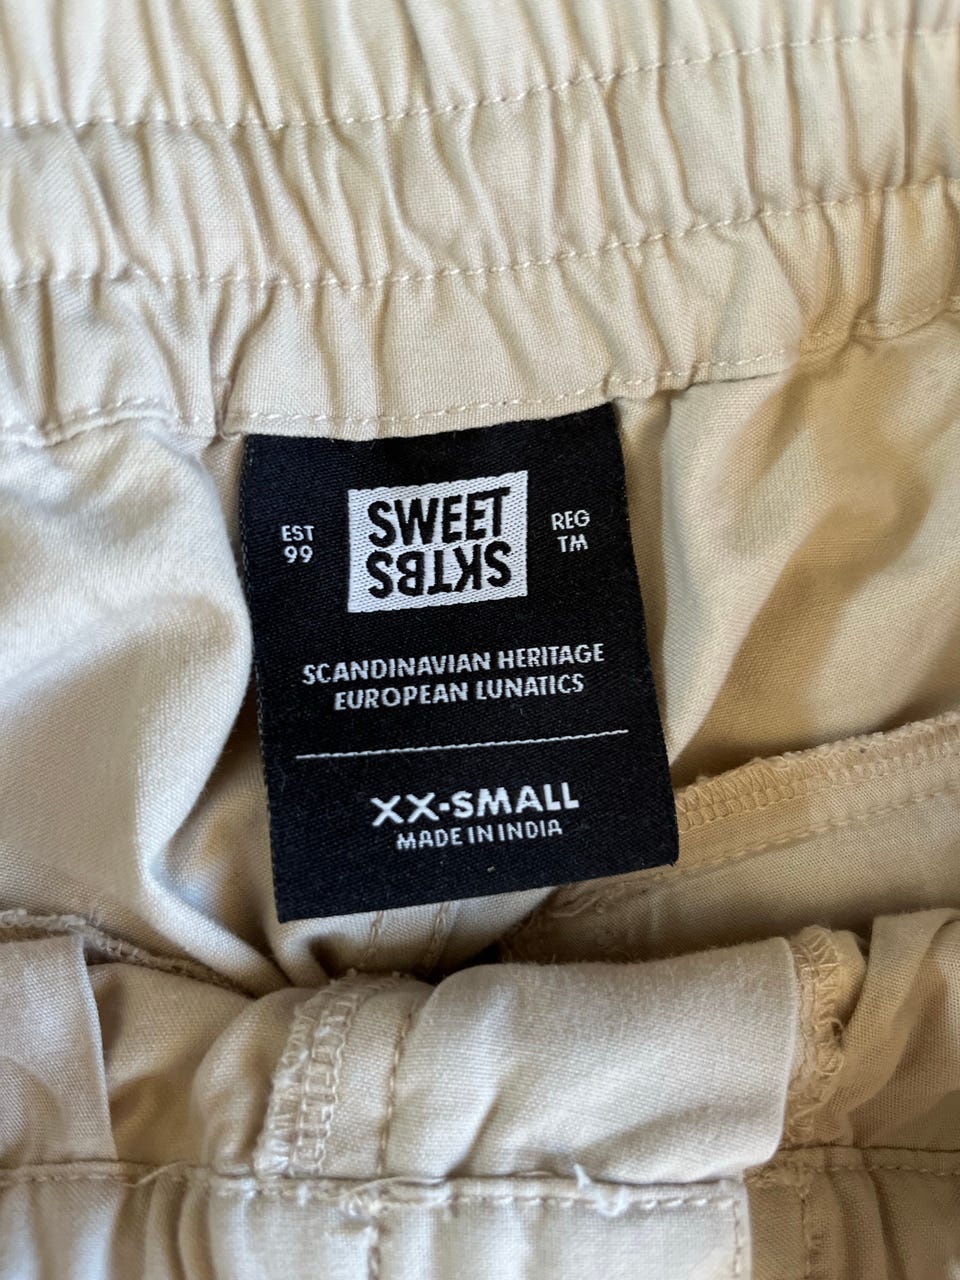 EST
99
SWEET
SKTBS
REG
TM
SCANDINAVIAN HERITAGE
EUROPEAN LUNATICS
XX-SMALL
MADE IN INDIA